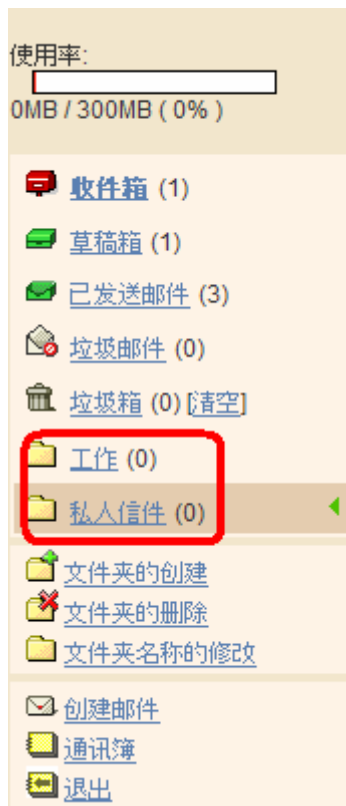 使用率:
0MB / 300MB ( 0% )
收件箱 (1)
草稿箱 (1)
已发送邮件 (3)
垃圾邮件 (0)
垃圾箱 (0) [清空]
工作 (0)
私人信件 (0)
文件夹的创建
文件夹的删除
文件夹名称的修改
创建邮件
通讯簿
退出